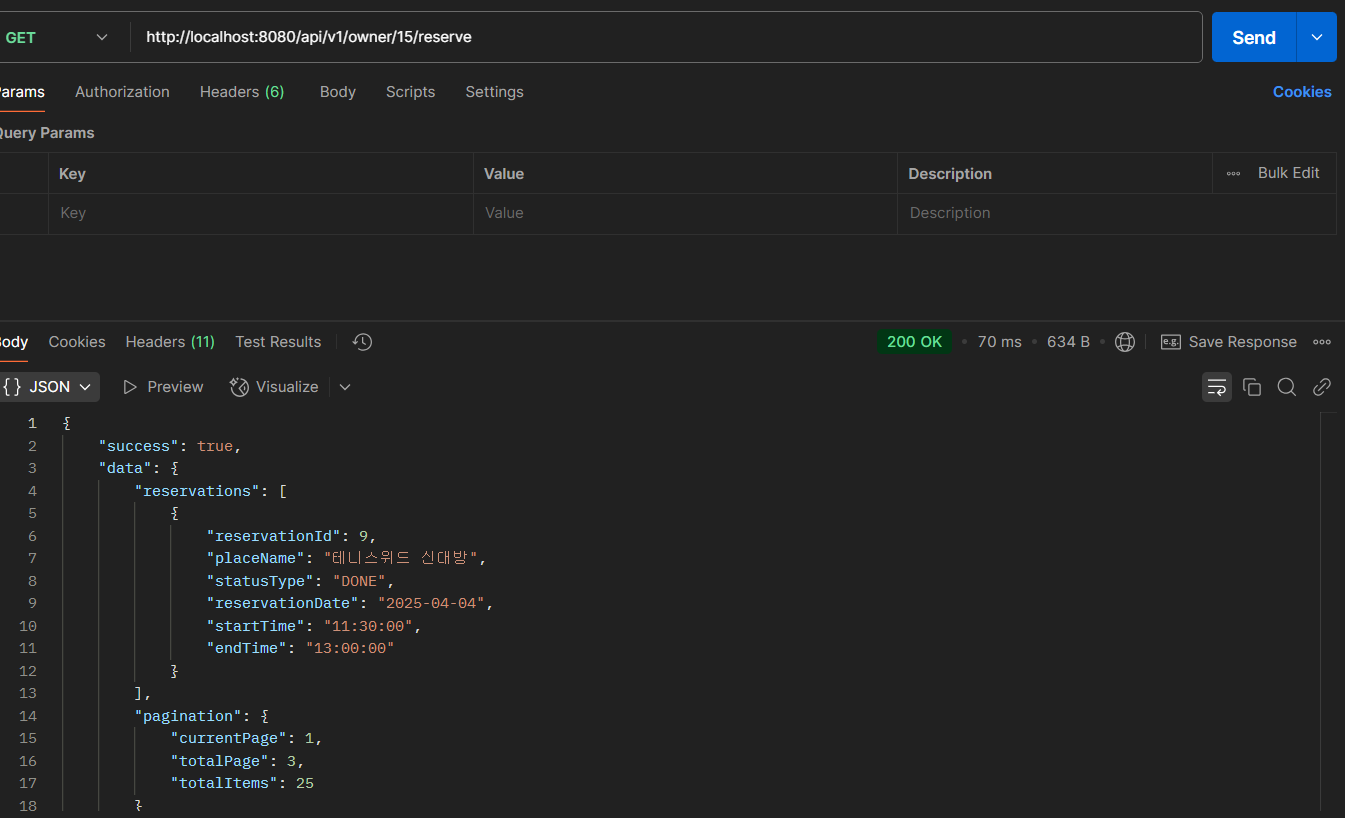 GET http://localhost:8080/api/v1/owner/15/reserve Send
arams Authorization Headers (6) Body Scripts Settings Cookies
Query Params
Key Value Description Bulk Edit
Key Value Description
ody Cookies Headers (11) Test Results 200 OK • 70 ms • 634 B • e.g. Save Response
{} JSON Preview Visualize
1 {
2 "success": true,
3 "data": {
4 "reservations": [
5 {
6 "reservationId": 9,
7 "placeName": "테니스위드 신대방",
8 "statusType": "DONE",
9 "reservationDate": "2025-04-04",
10 "startTime": "11:30:00",
11 "endTime": "13:00:00"
12 }
13 ],
14 "pagination": {
15 "currentPage": 1,
16 "totalPage": 3,
17 "totalItems": 25
18 }